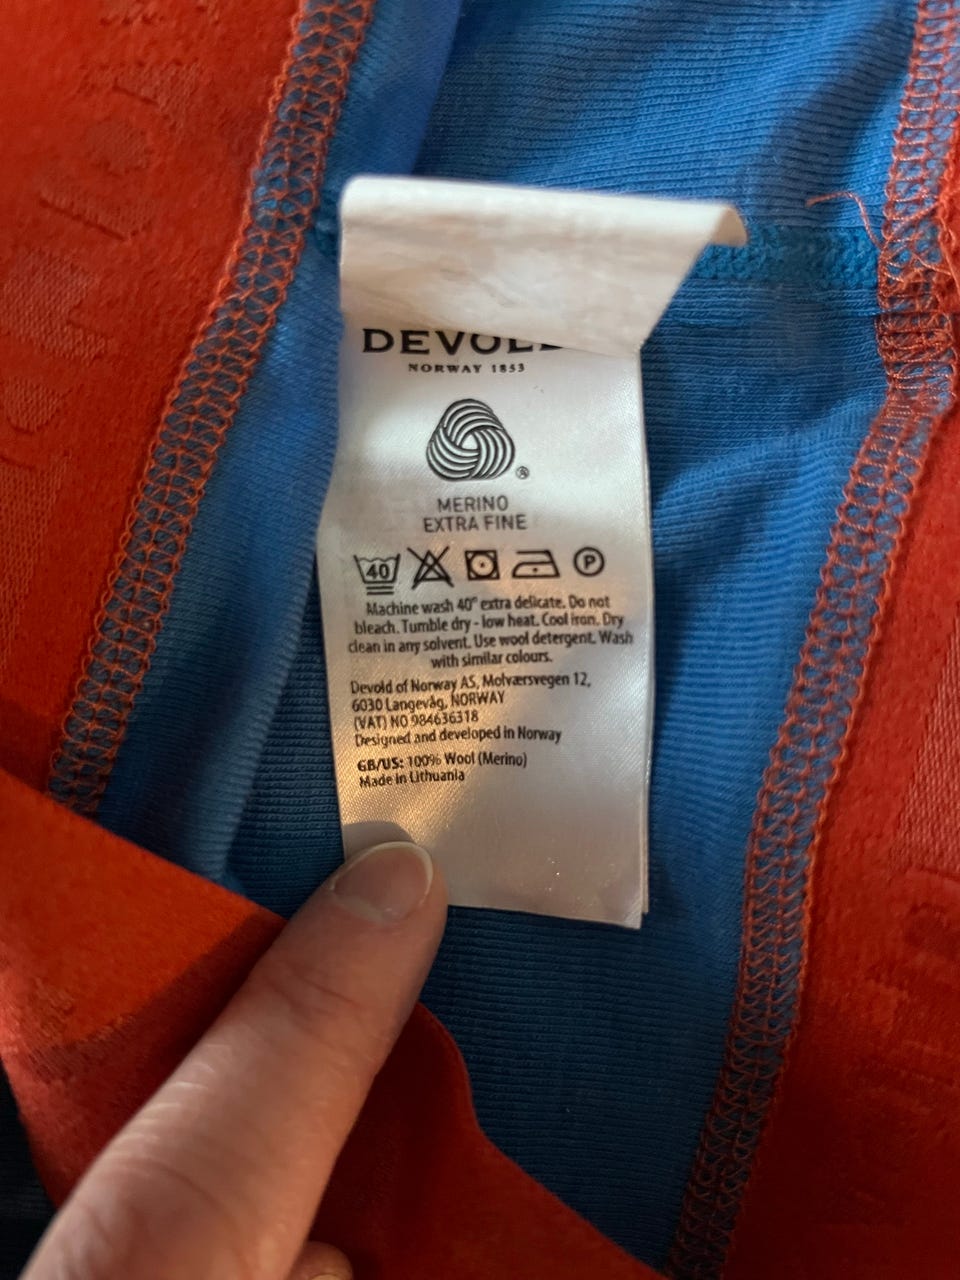 DEVOLD
NORWAY 1853
®
MERINO
EXTRA FINE
40 P
Machine wash 40° extra delicate. Do not
bleach. Tumble dry - low heat. Cool iron. Dry
clean in any solvent. Use wool detergent. Wash
with similar colours.
Devold of Norway AS, Molværsvegen 12,
6030 Langevåg, NORWAY
(VAT) NO 984636318
Designed and developed in Norway
GB/US: 100% Wool (Merino)
Made in Lithuania